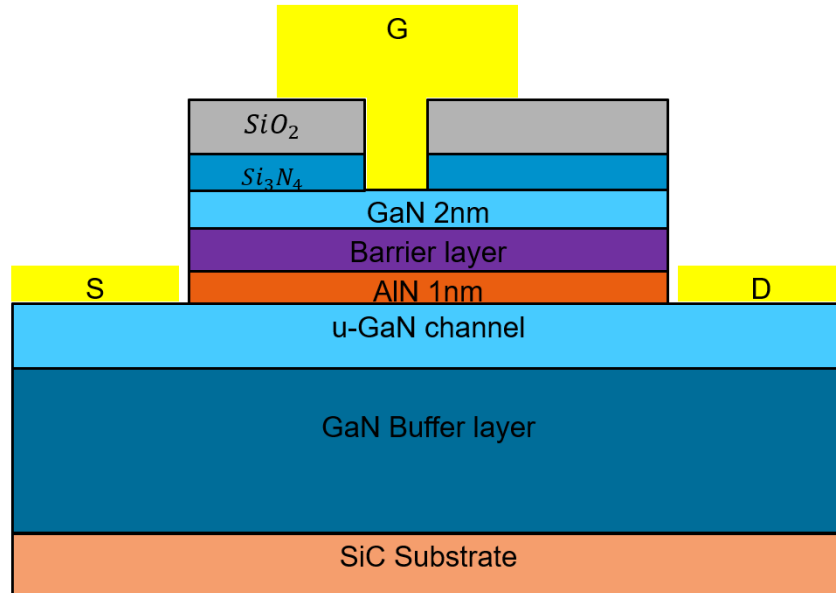 G
SiO₂
Si₃N₄
GaN 2nm
Barrier layer
S
AlN 1nm
D
u-GaN channel
GaN Buffer layer
SiC Substrate